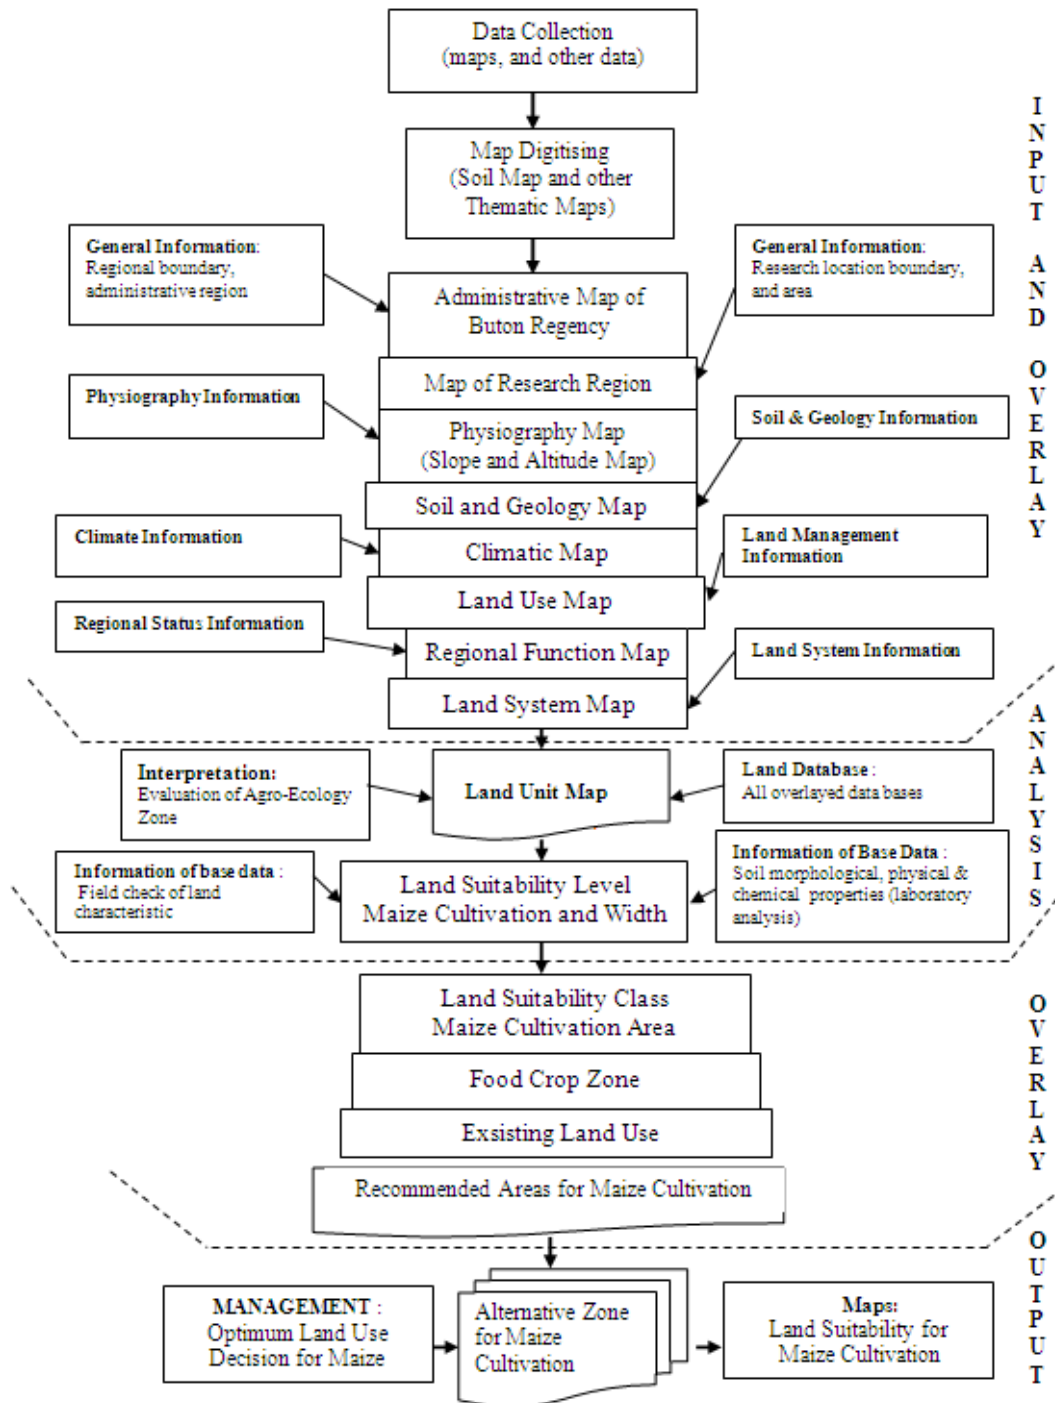 Data Collection
(maps, and other data)
Map Digitising
(Soil Map and other
Thematic Maps)
General Information:
Regional boundary,
administrative region
General Information:
Research location boundary,
and area
Administrative Map of
Buton Regency
Map of Research Region
Physiography Information
Physiography Map
(Slope and Altitude Map)
Soil & Geology Information
Soil and Geology Map
Climate Information
Climatic Map
Land Management
Information
Land Use Map
Regional Status Information
Regional Function Map
Land System Information
Land System Map
INPUT AND OVERLAY
Interpretation:
Evaluation of Agro-Ecology
Zone
Land Unit Map
Land Database :
All overlayed data bases
Information of base data :
Field check of land
characteristic
Land Suitability Level
Maize Cultivation and Width
Information of Base Data :
Soil morphological, physical &
chemical properties (laboratory
analysis)
ANALYSIS
Land Suitability Class
Maize Cultivation Area
Food Crop Zone
Exsisting Land Use
Recommended Areas for Maize Cultivation
OVERLAY
MANAGEMENT :
Optimum Land Use
Decision for Maize
Alternative Zone
for Maize
Cultivation
Maps:
Land Suitability for
Maize Cultivation
OUTPUT